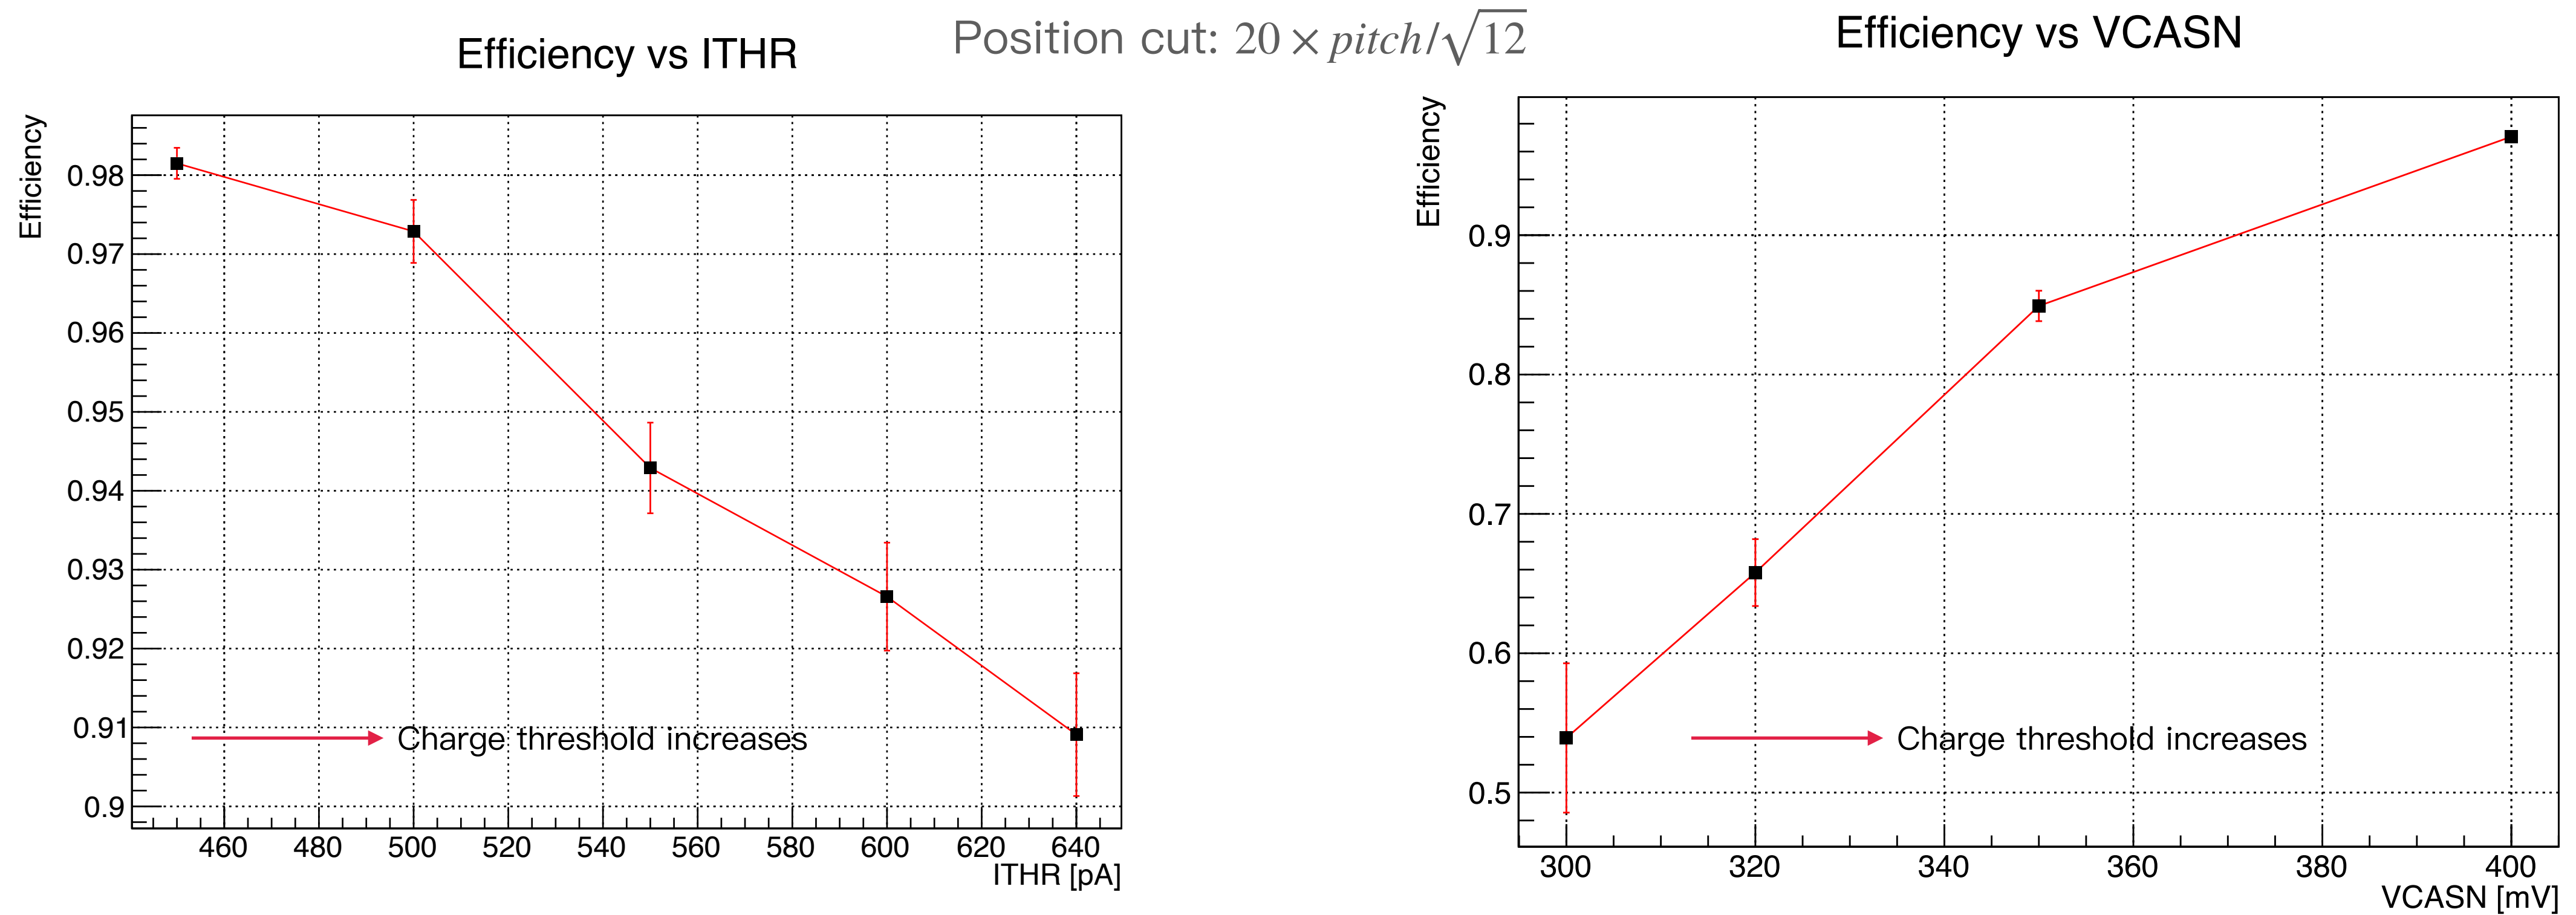 Efficiency vs ITHR
Position cut: 20 × pitch/√12
Efficiency vs VCASN
Efficiency
0.98
0.97
0.96
0.95
0.94
0.93
0.92
0.91
0.9
Charge threshold increases
460 480 500 520 540 560 580 600 620 640
ITHR [pA]
Efficiency
0.9
0.8
0.7
0.6
0.5
Charge threshold increases
300 320 340 360 380 400
VCASN [mV]